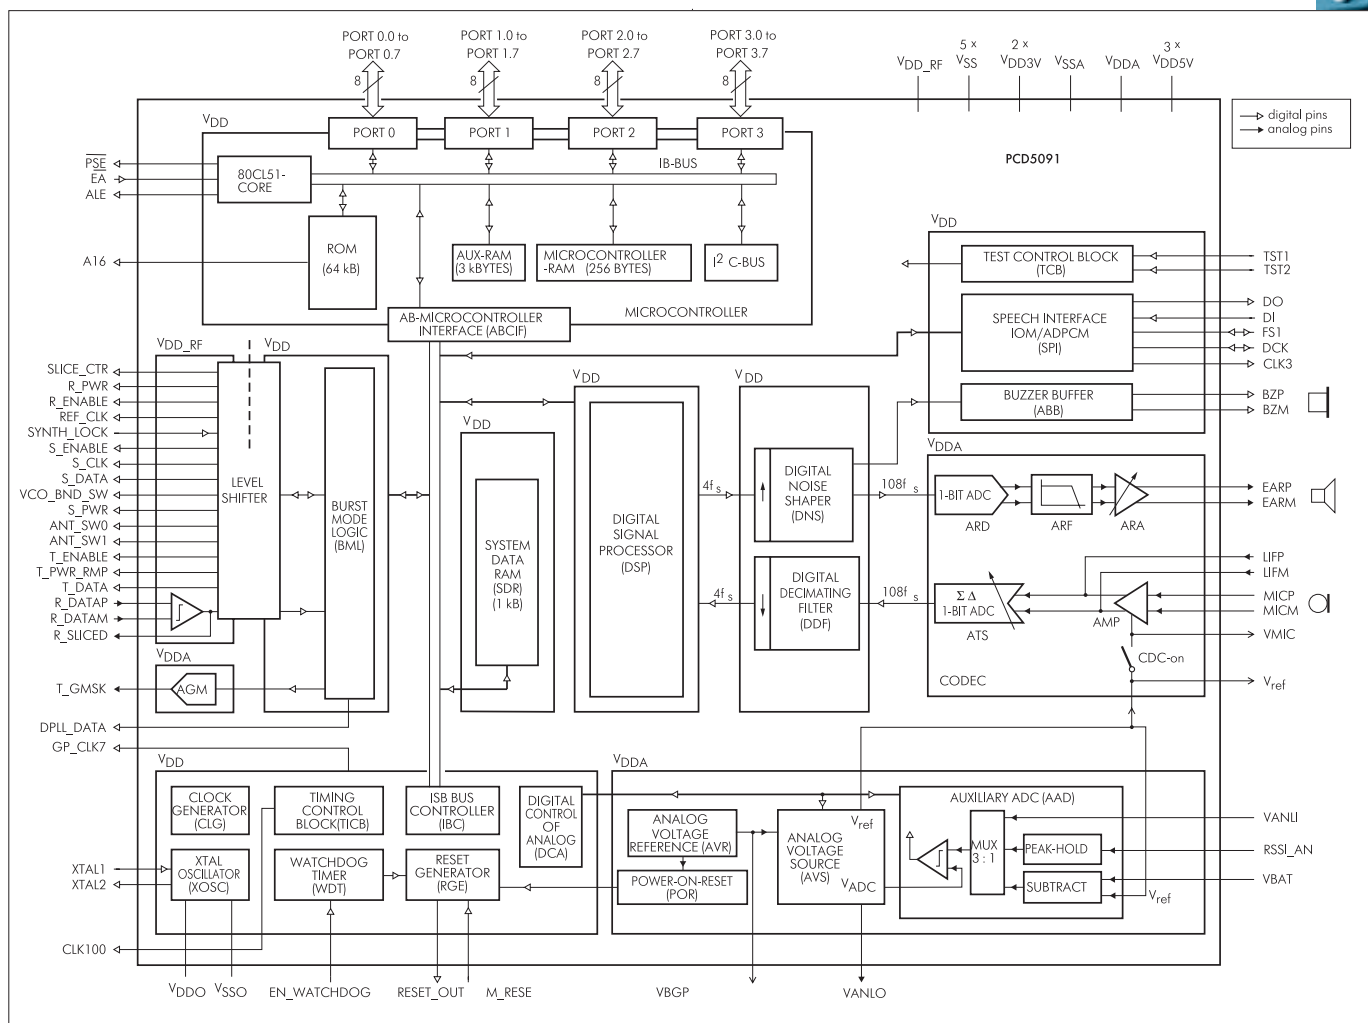 PORT 0.0 to
PORT 0.7
PORT 1.0 to
PORT 1.7
PORT 2.0 to
PORT 2.7
PORT 3.0 to
PORT 3.7
8
8
8
8
VDD_RF
5 x
VSS
2 x
VDD3V
VSSA
VDDA
3 x
VDD5V
digital pins
analog pins
PCD5091
VDD
PORT 0
PORT 1
PORT 2
PORT 3
IB-BUS
PSE
EA
ALE
A16
80CL51-
CORE
ROM
(64 kB)
AUX-RAM
(3 kBYTES)
MICROCONTROLLER
-RAM (256 BYTES)
I2 C-BUS
MICROCONTROLLER
AB-MICROCONTROLLER
INTERFACE (ABCIF)
VDD
TEST CONTROL BLOCK
(TCB)
SPEECH INTERFACE
IOM/ADPCM
(SPI)
BUZZER BUFFER
(ABB)
TST1
TST2
DO
DI
FS1
DCK
CLK3
BZP
BZM
SLICE_CTR
R_PWR
R_ENABLE
REF_CLK
SYNTH_LOCK
S_ENABLE
S_CLK
S_DATA
VCO_BND_SW
S_PWR
ANT_SW0
ANT_SW1
T_ENABLE
T_PWR_RMP
T_DATA
R_DATAP
R_DATAM
R_SLICED
T_GMSK
DPLL_DATA
GP_CLK7
VDD_RF
VDD
LEVEL
SHIFTER
BURST
MODE
LOGIC
(BML)
VDDA
AGM
VDD
SYSTEM
DATA
RAM
(SDR)
(1 kB)
VDD
DIGITAL
SIGNAL
PROCESSOR
(DSP)
4f s
4f s
VDD
DIGITAL
NOISE
SHAPER
(DNS)
DIGITAL
DECIMATING
FILTER
(DDF)
108f s
108f s
VDDA
1-BIT ADC
ARD
ARF
ARA
Σ Δ
1-BIT ADC
ATS
AMP
CDC-on
CODEC
EARP
EARM
LIFP
LIFM
MICP
MICM
VMIC
Vref
VDD
CLOCK
GENERATOR
(CLG)
TIMING
CONTROL
BLOCK(TICB)
ISB BUS
CONTROLLER
(IBC)
DIGITAL
CONTROL
OF
ANALOG
(DCA)
XTAL
OSCILLATOR
(XOSC)
WATCHDOG
TIMER
(WDT)
RESET
GENERATOR
(RGE)
XTAL1
XTAL2
CLK100
VDDA
ANALOG
VOLTAGE
REFERENCE (AVR)
POWER-ON-RESET
(POR)
Vref
ANALOG
VOLTAGE
SOURCE
(AVS)
VADC
AUXILIARY ADC (AAD)
MUX
3 : 1
PEAK-HOLD
SUBTRACT
Vref
VANLI
RSSI_AN
VBAT
VDDO
VSSO
EN_WATCHDOG
RESET_OUT
M_RESE
VBGP
VANLO